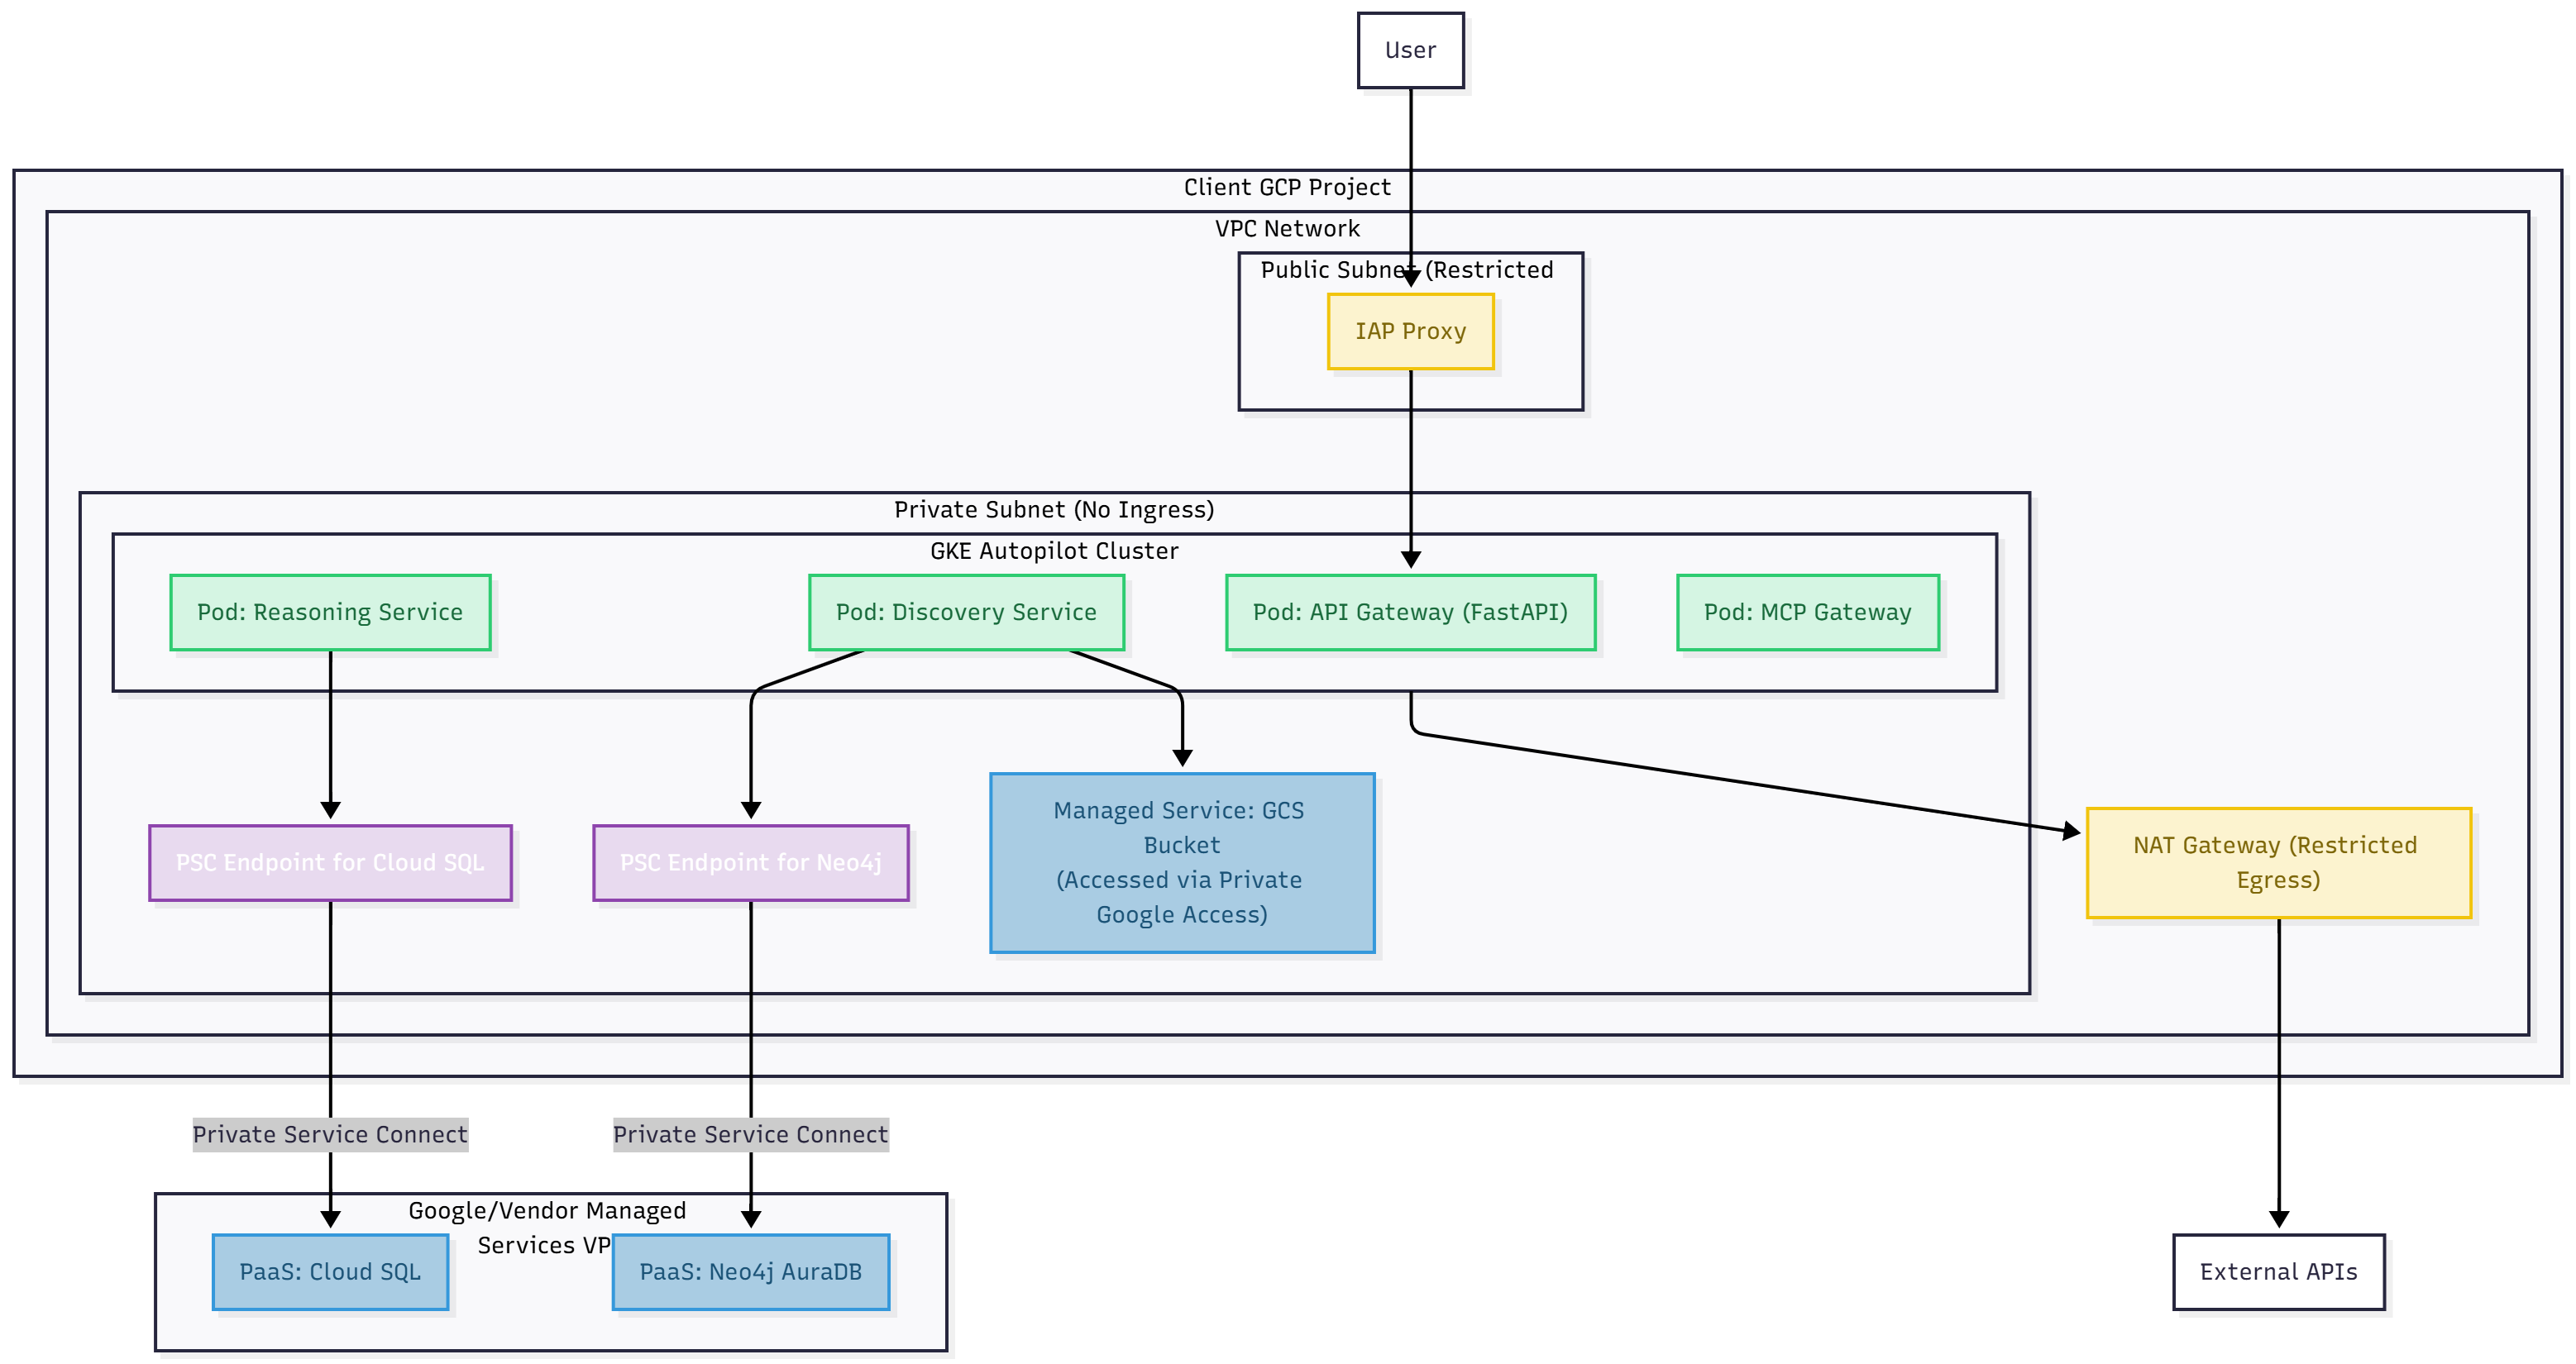 User
Client GCP Project
VPC Network
Public Subnet (Restricted
IAP Proxy
Private Subnet (No Ingress)
GKE Autopilot Cluster
Pod: Reasoning Service
Pod: Discovery Service
Pod: API Gateway (FastAPI)
Pod: MCP Gateway
PSC Endpoint for Cloud SQL
PSC Endpoint for Neo4j
Managed Service: GCS
Bucket
(Accessed via Private
Google Access)
NAT Gateway (Restricted
Egress)
Private Service Connect
Private Service Connect
Google/Vendor Managed
Services VP
PaaS: Cloud SQL
PaaS: Neo4j AuraDB
External APIs